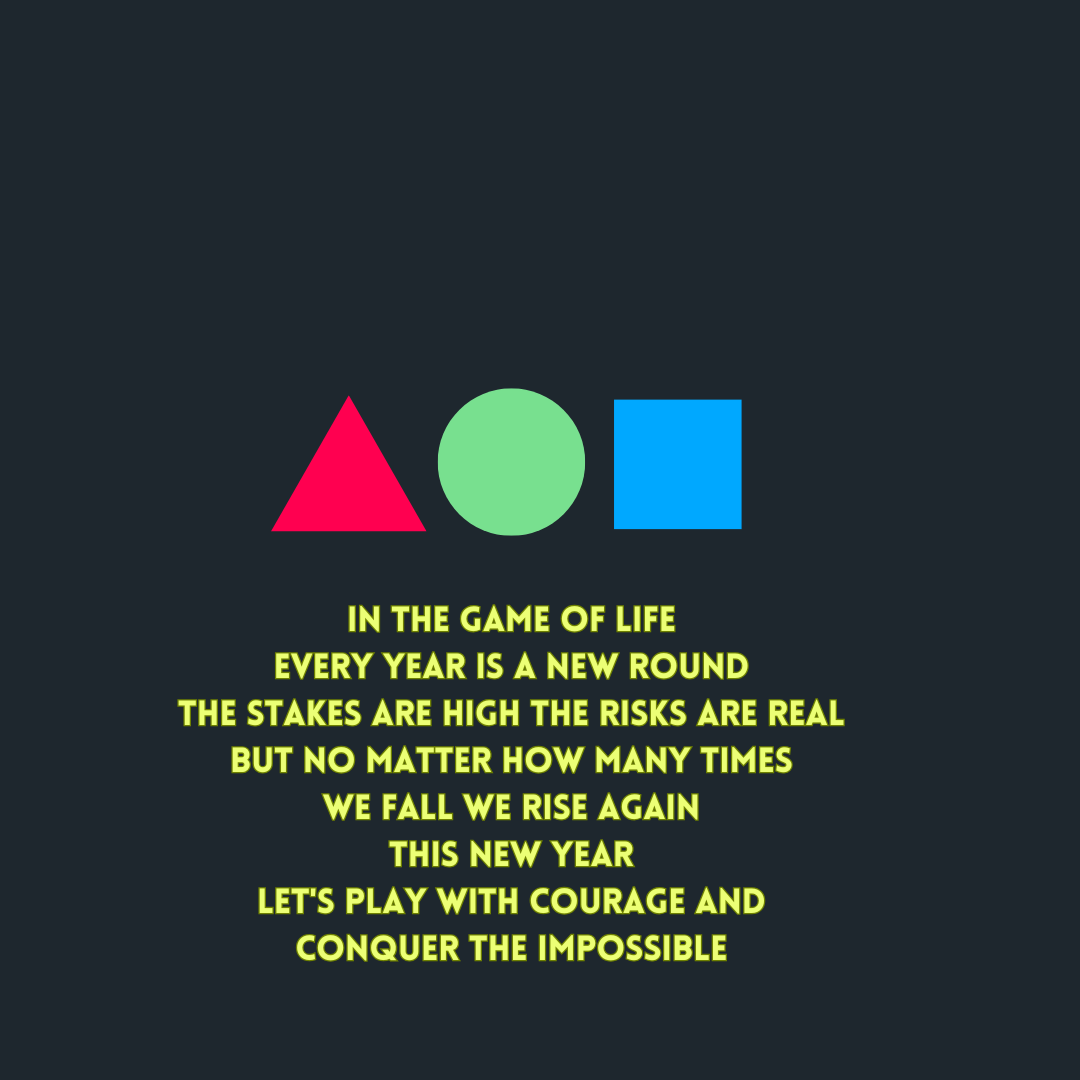 IN THE GAME OF LIFE
EVERY YEAR IS A NEW ROUND
THE STAKES ARE HIGH THE RISKS ARE REAL
BUT NO MATTER HOW MANY TIMES
WE FALL WE RISE AGAIN
THIS NEW YEAR
LET'S PLAY WITH COURAGE AND
CONQUER THE IMPOSSIBLE